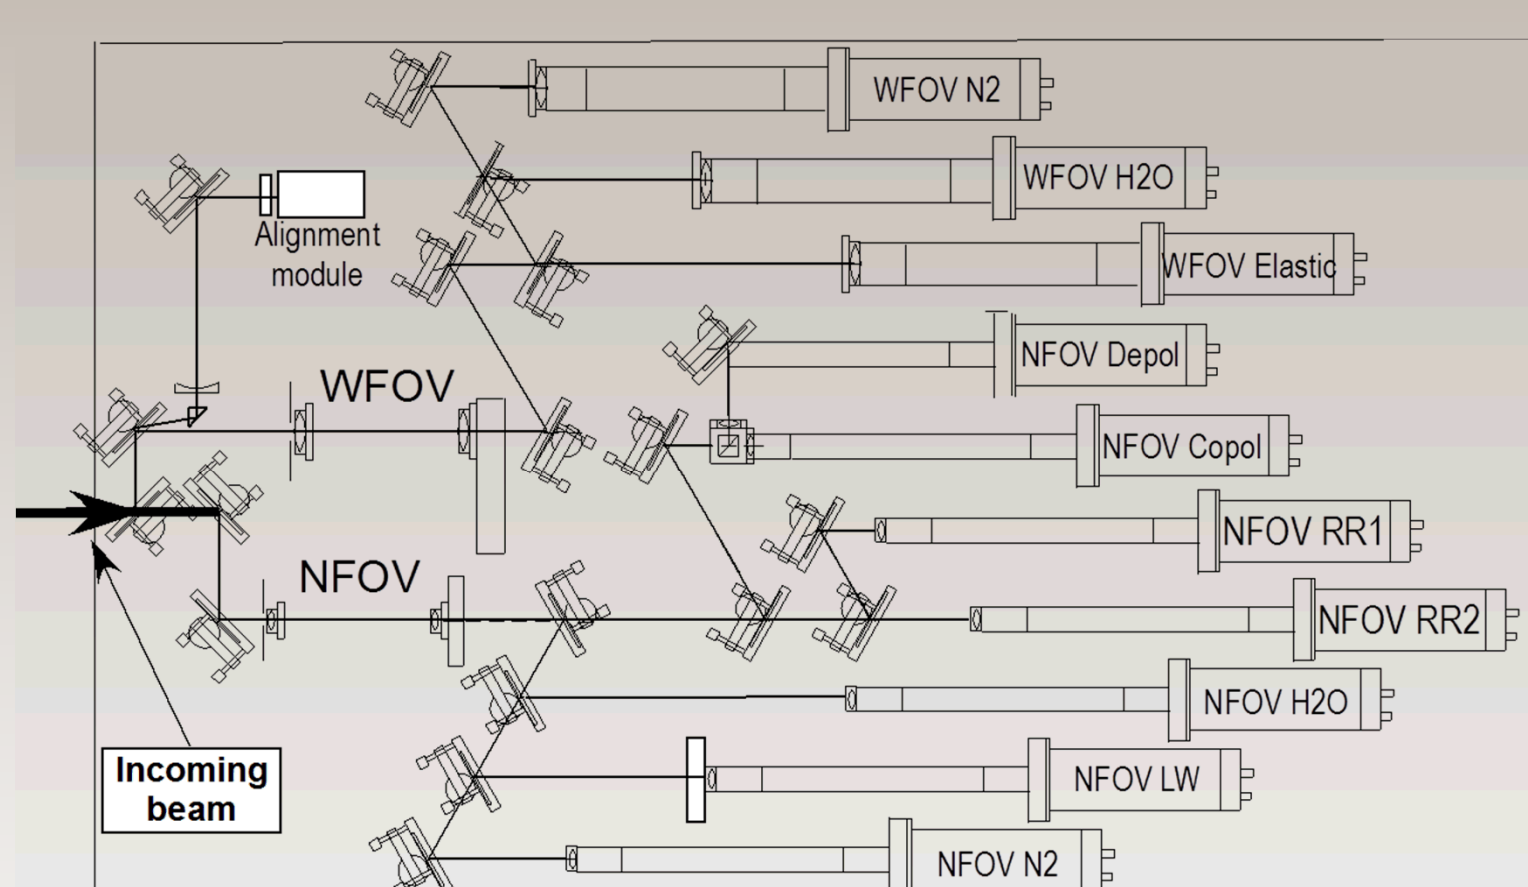 WFOV N2
WFOV H2O
Alignment
module
WFOV Elastic
NFOV Depol
WFOV
NFOV Copol
NFOV RR1
NFOV
NFOV RR2
NFOV H2O
Incoming
beam
NFOV LW
NFOV N2